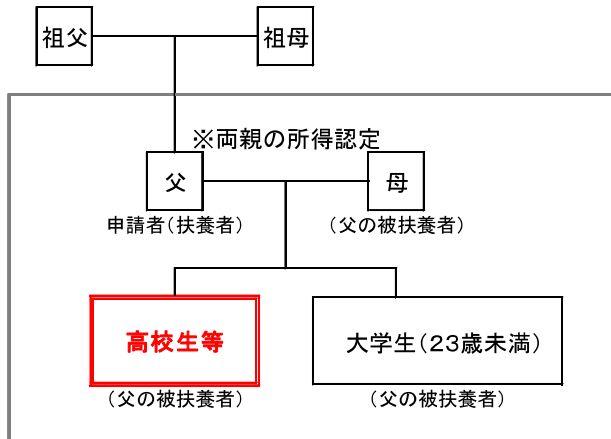 祖父
祖母
※両親の所得認定
父
母
申請者(扶養者)
(父の被扶養者)
高校生等
大学生(23歳未満)
(父の被扶養者)
(父の被扶養者)